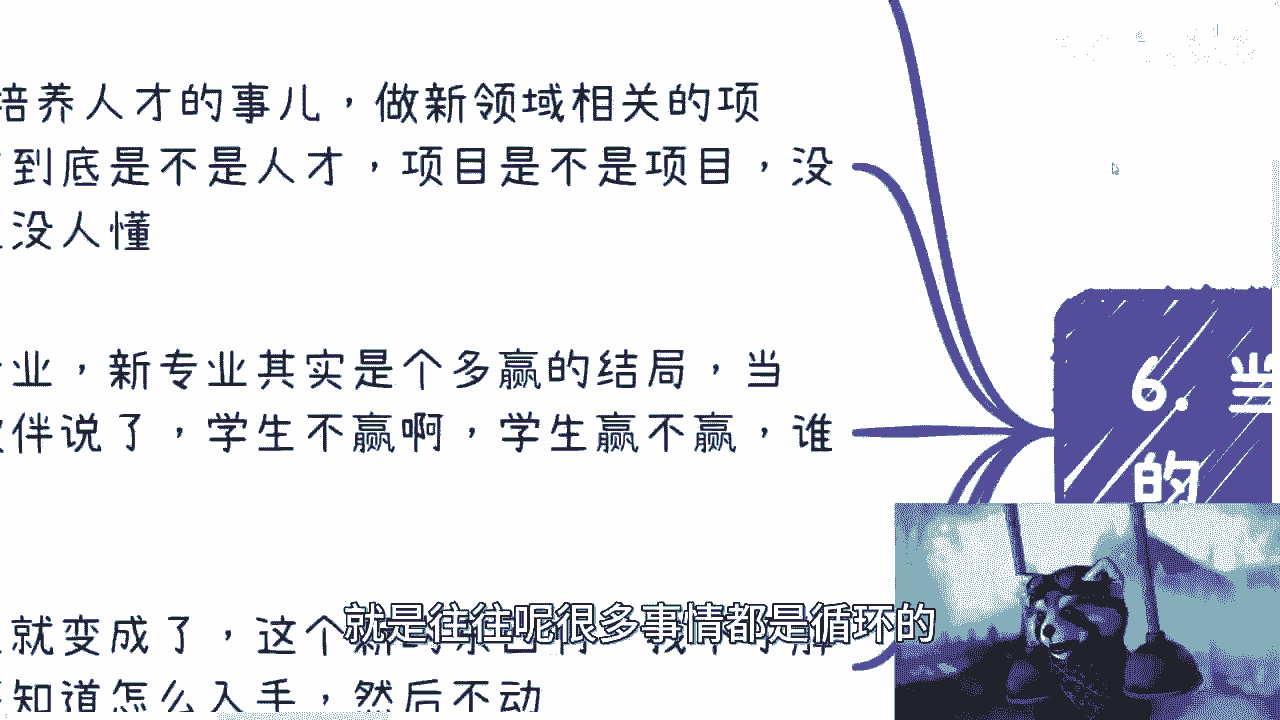 培养人才的事儿，做新领域相关的项
到底是不是人才，项目是不是项目，没
没人懂
业，新专业其实是个多赢的结局，当
伴说了，学生不赢啊，学生赢不赢，谁
就变成了，这个
知道怎么入手，然后不动
6. 当
的
就是往往呢很多事情都是循环的